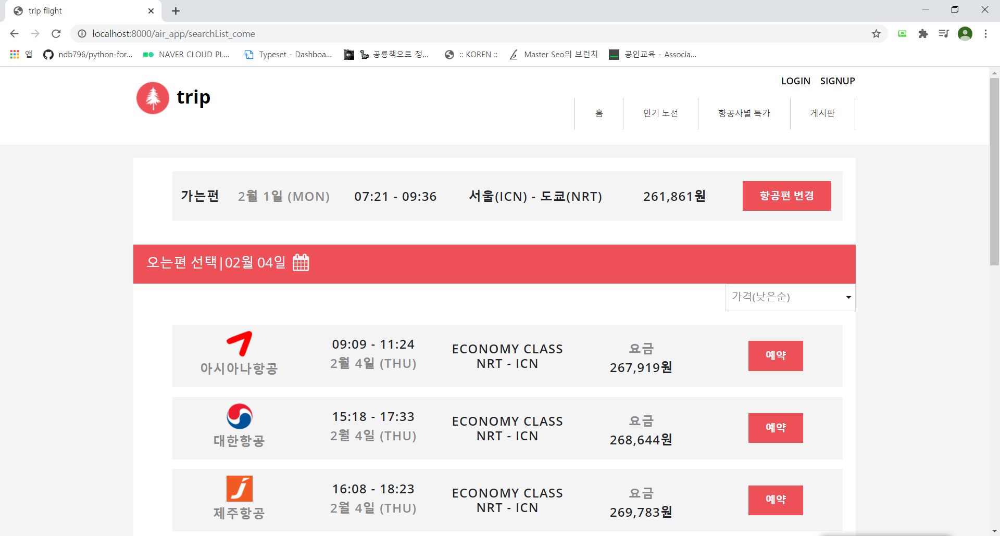 trip flight
localhost:8000/air_app/searchList_come
앱
ndb796/python-for...
NAVER CLOUD PL...
Typeset - Dashboa...
공룡책으로 정...
:: KOREN ::
Master Seo의 브런치
공인교육 - Associa...
LOGIN SIGNUP
trip
홈 인기 노선 항공사별 특가 게시판
가는편 2월 1일 (MON) 07:21 - 09:36 서울(ICN) - 도쿄(NRT) 261,861원 항공편 변경
오는편 선택|02월 04일
가격(낮은순)
아시아나항공
09:09 - 11:24
2월 4일 (THU)
ECONOMY CLASS
NRT - ICN
요금
267,919원
예약
대한항공
15:18 - 17:33
2월 4일 (THU)
ECONOMY CLASS
NRT - ICN
요금
268,644원
예약
제주항공
16:08 - 18:23
2월 4일 (THU)
ECONOMY CLASS
NRT - ICN
요금
269,783원
예약